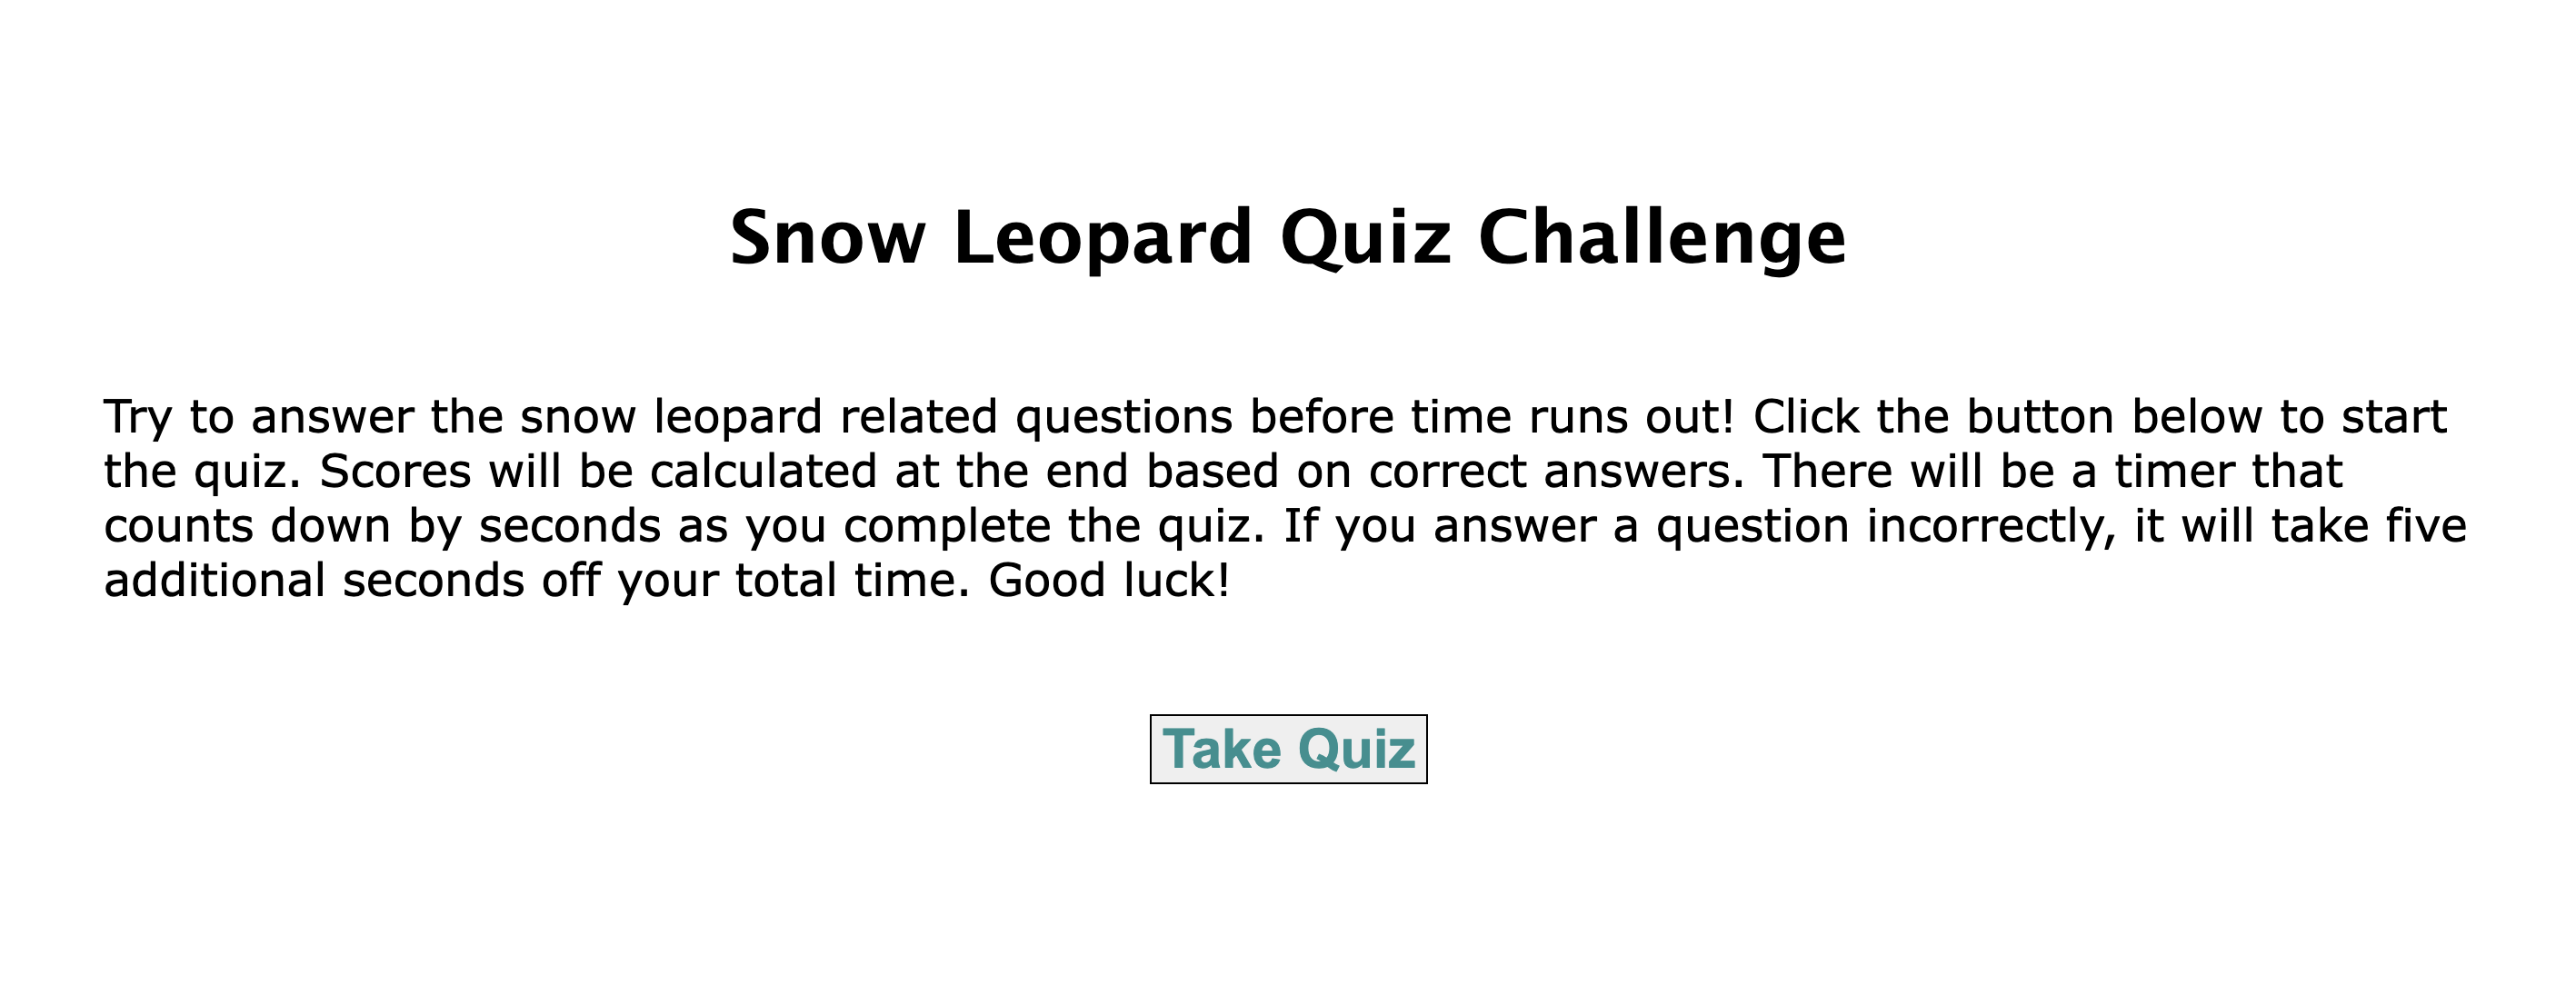 Snow Leopard Quiz Challenge
Try to answer the snow leopard related questions before time runs out! Click the button below to start
the quiz. Scores will be calculated at the end based on correct answers. There will be a timer that
counts down by seconds as you complete the quiz. If you answer a question incorrectly, it will take five
additional seconds off your total time. Good luck!
Take Quiz